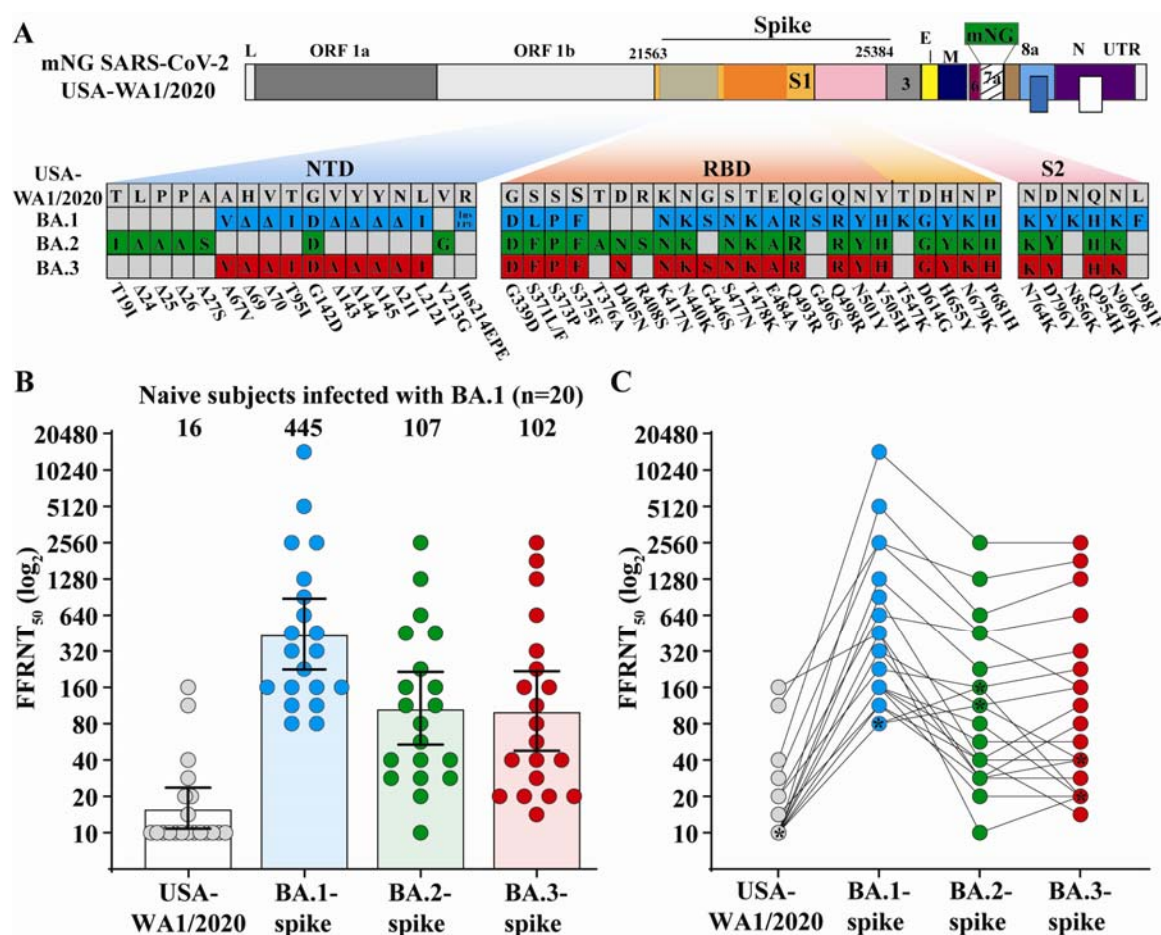 A
mNG SARS-CoV-2
USA-WA1/2020
L ORF 1a ORF 1b 21563 Spike 25384 E M mNG 8a N UTR
S1 3 6 7a
USA-WA1/2020 NTD RBD S2
T L P P A A H V T G V Y Y N L V R G S S S T D R K N G S T E Q G Q N Y T D H N P N D N Q N L
BA.1 V Δ Δ I D Δ Δ Δ Δ I Ins EPE D L P F N K S N K A R S R Y H K G Y K H K Y K H K F
BA.2 I Δ Δ Δ S D G D F P F A N S N K N K A R R Y H G Y K H K Y H K
BA.3 V Δ Δ I D Δ Δ Δ Δ I D F P F N N K S N K A R R Y H G Y K H K Y H K
T19I Δ24 Δ25 Δ26 A27S A67V Δ69 Δ70 T95I G142D Δ143 Δ144 Δ145 Δ211 L212I V213G Ins214EPE G339D S371L/F S373P S375F T376A D405N R408S K417N N440K G446S S477N T478K E484A Q493R G496S Q498R N501Y Y505H T547K D614G H655Y N679K P681H N764K D796Y N856K Q954H N969K L981F
B
Naive subjects infected with BA.1 (n=20)
16 445 107 102
FFRNT50 (log2)
20480
10240
5120
2560
1280
640
320
160
80
40
20
10
USA-WA1/2020 BA.1-spike BA.2-spike BA.3-spike
C
FFRNT50 (log2)
20480
10240
5120
2560
1280
640
320
160
80
40
20
10
USA-WA1/2020 BA.1-spike BA.2-spike BA.3-spike